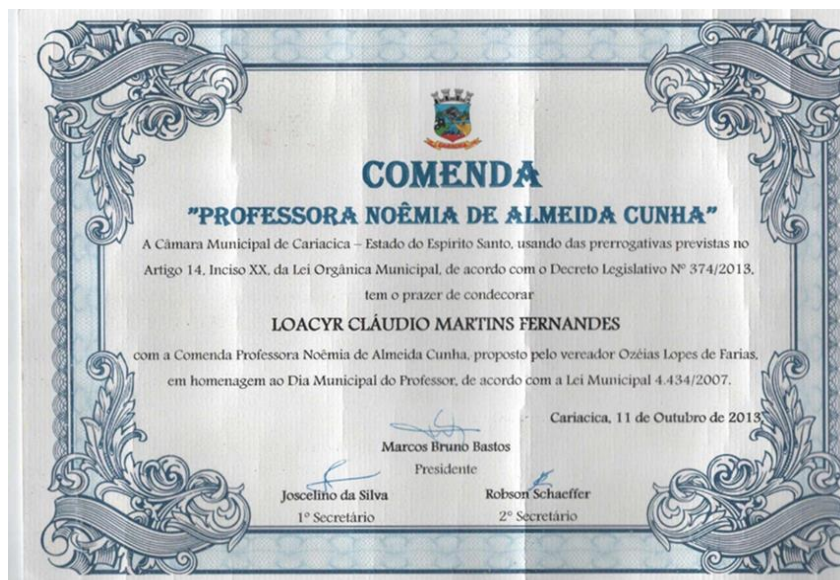 COMENDA
"PROFESSORA NOÊMIA DE ALMEIDA CUNHA"
A Câmara Municipal de Cariacica – Estado do Espírito Santo, usando das prerrogativas previstas no
Artigo 14, Inciso XX, da Lei Orgânica Municipal, de acordo com o Decreto Legislativo Nº 374/2013,
tem o prazer de condecorar
LOACYR CLÁUDIO MARTINS FERNANDES
com a Comenda Professora Noêmia de Almeida Cunha, proposto pelo vereador Ozéias Lopes de Farias,
em homenagem ao Dia Municipal do Professor, de acordo com a Lei Municipal 4.434/2007.
Cariacica, 11 de Outubro de 2013
Marcos Bruno Bastos
Presidente
Joscelino da Silva
1º Secretário
Robson Schaeffer
2º Secretário